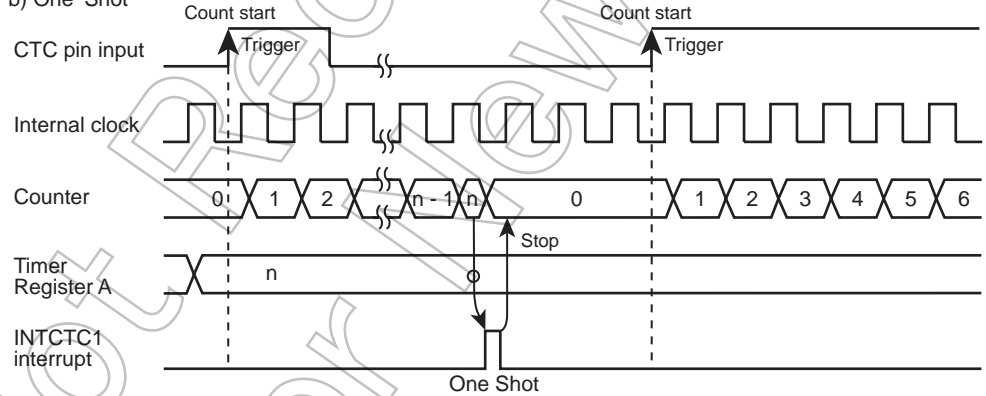 b) One Shot
Count start Count start
CTC pin input Trigger Trigger
Internal clock
Counter 0 1 2 n - 1 n 0 1 2 3 4 5 6
Stop
Timer
Register A n
INTCTC1
interrupt
One Shot